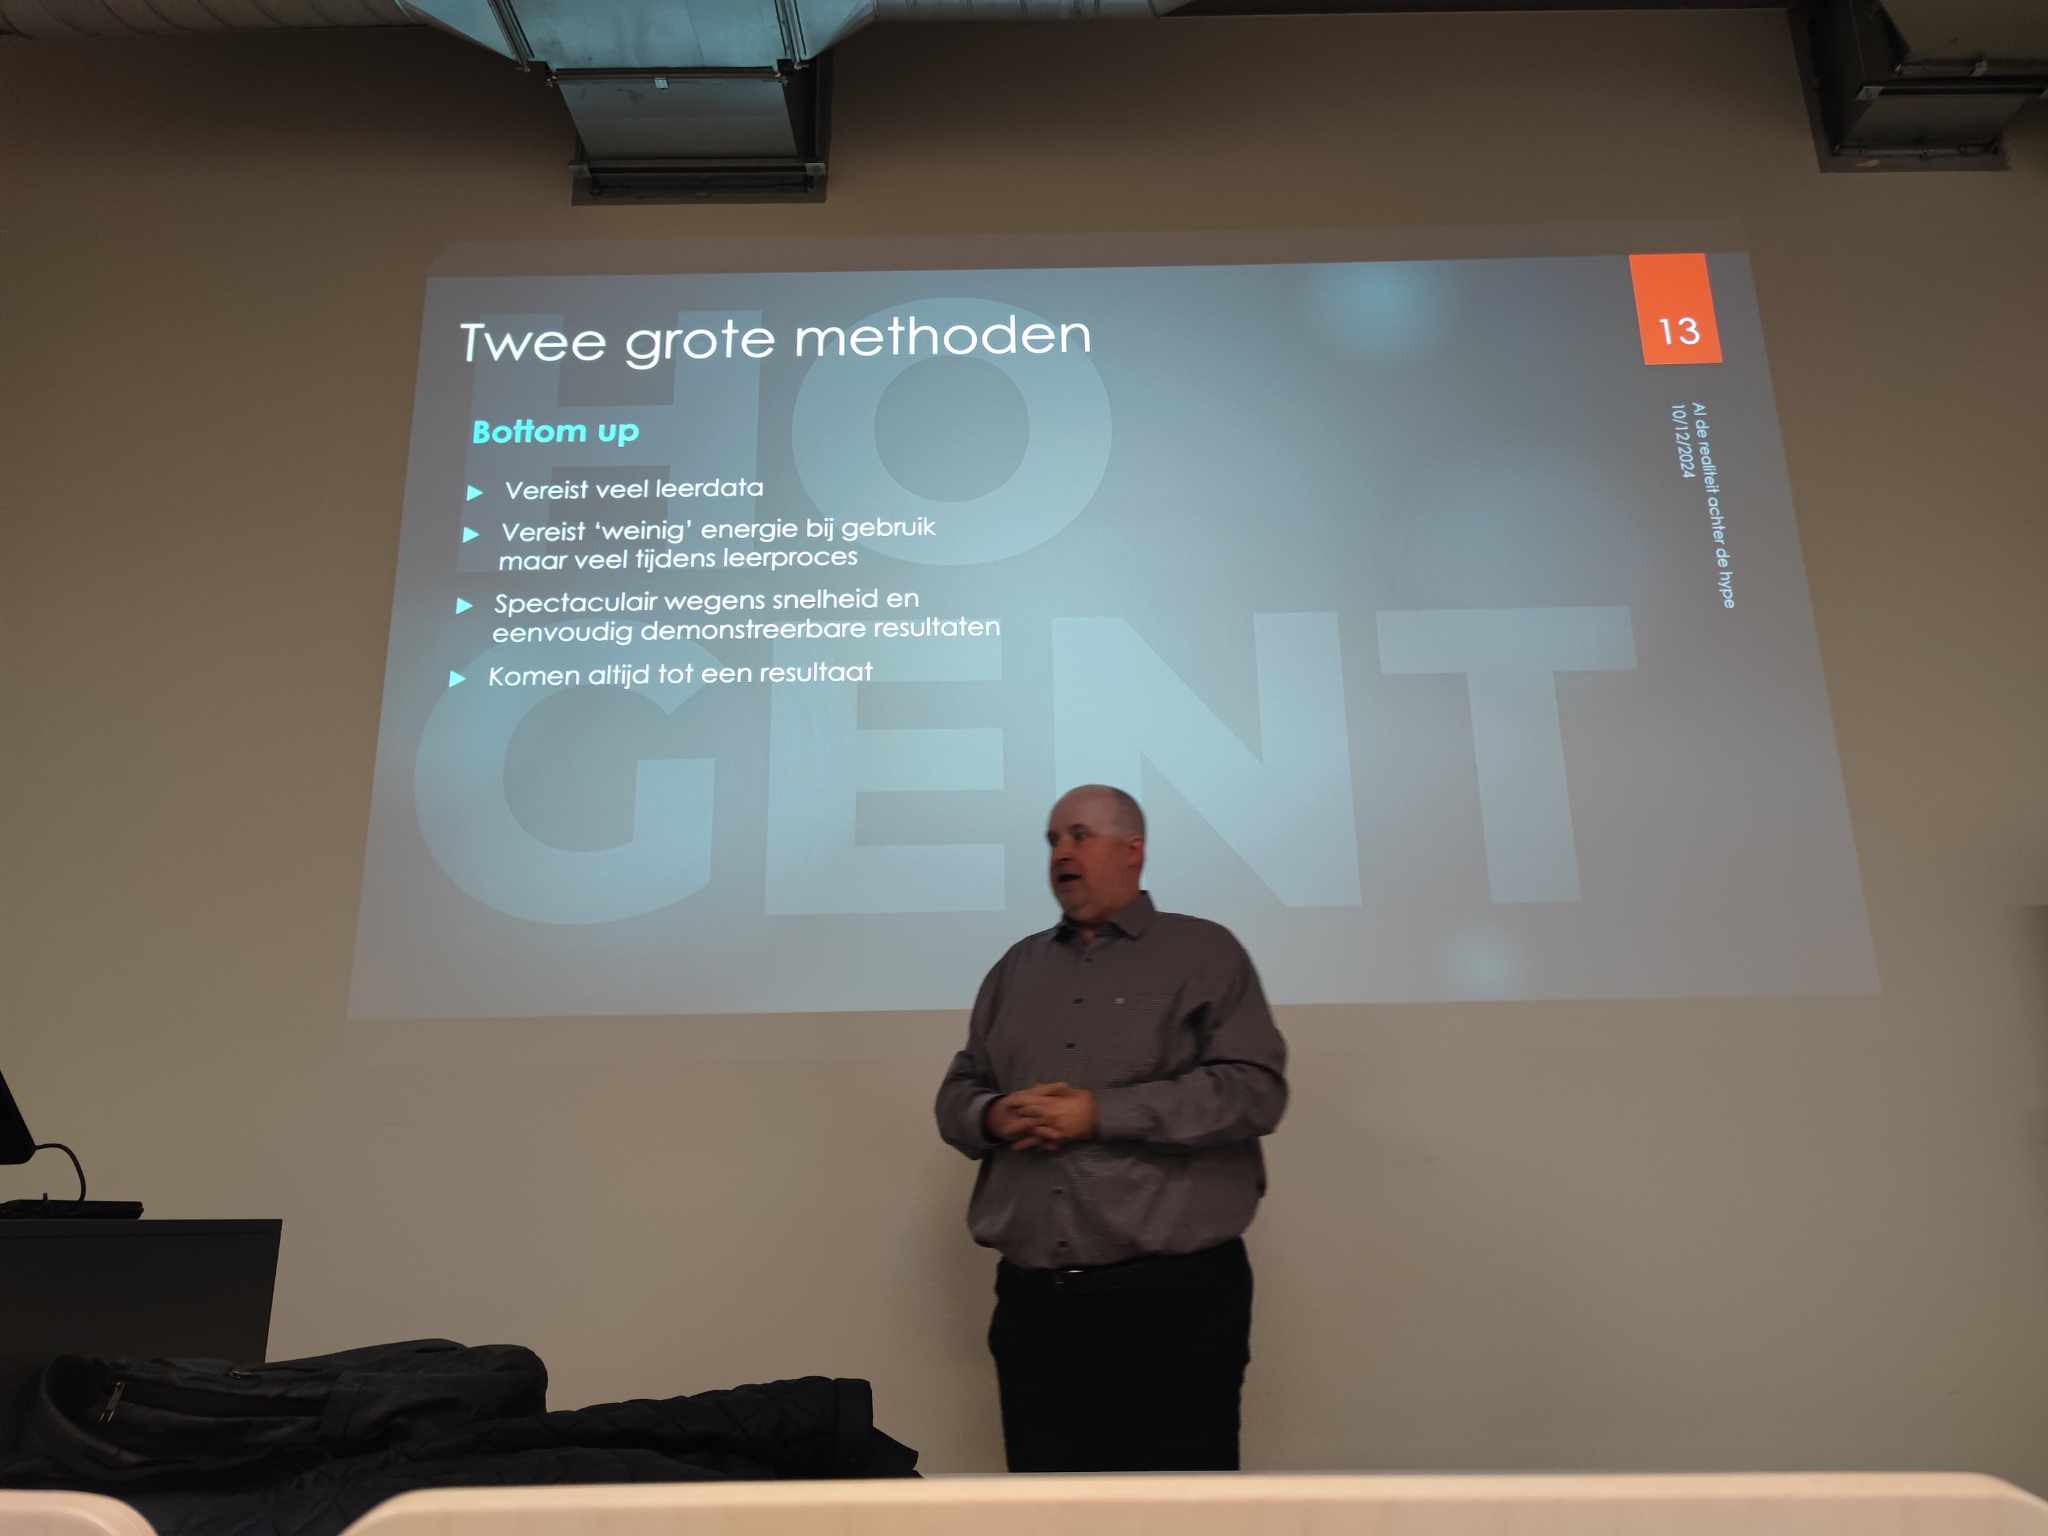 Twee grote methoden
13
Bottom up
Vereist veel leerdata
Vereist ‘weinig’ energie bij gebruik
maar veel tijdens leerproces
Spectaculair wegens snelheid en
eenvoudig demonstreerbare resultaten
Komen altijd tot een resultaat
AI de realiteit achter de hype
10/12/2024
HO
GENT